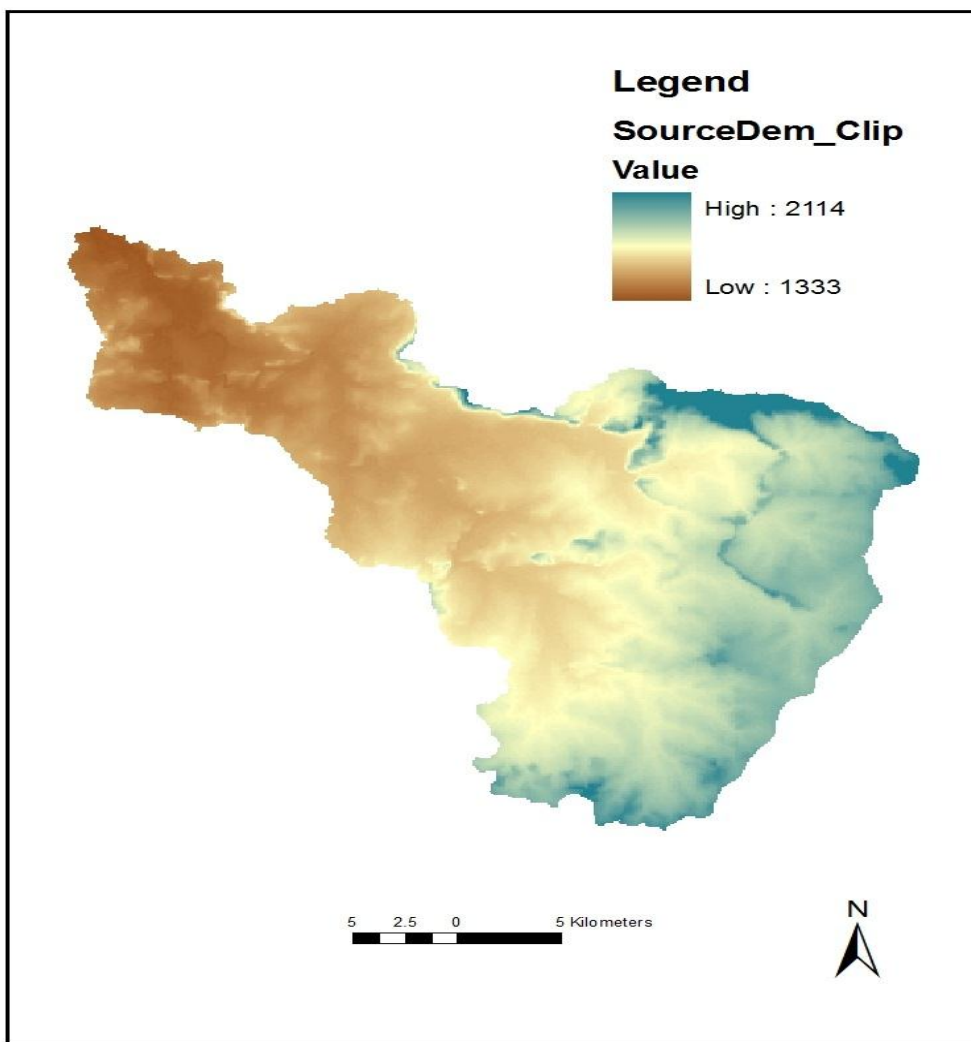 Legend
SourceDem_Clip
Value
High : 2114
Low : 1333
5 2.5 0 5 Kilometers
N